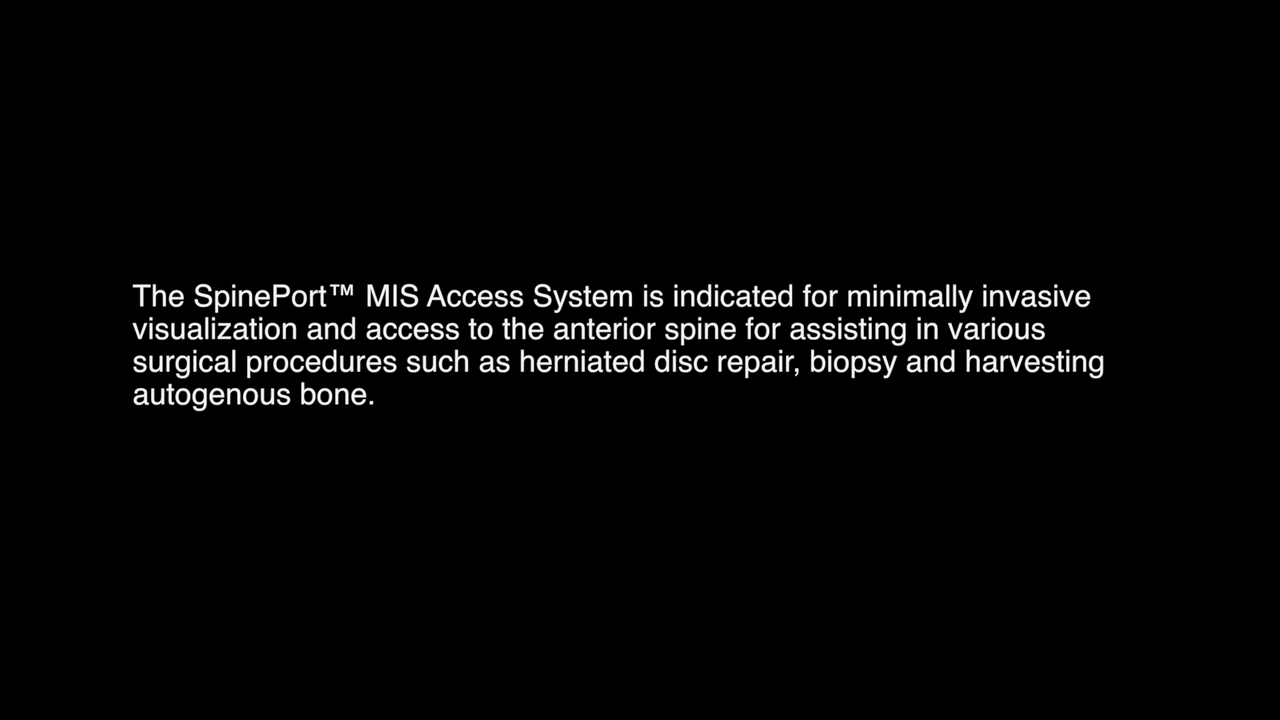 The SpinePort™ MIS Access System is indicated for minimally invasive
visualization and access to the anterior spine for assisting in various
surgical procedures such as herniated disc repair, biopsy and harvesting
autogenous bone.